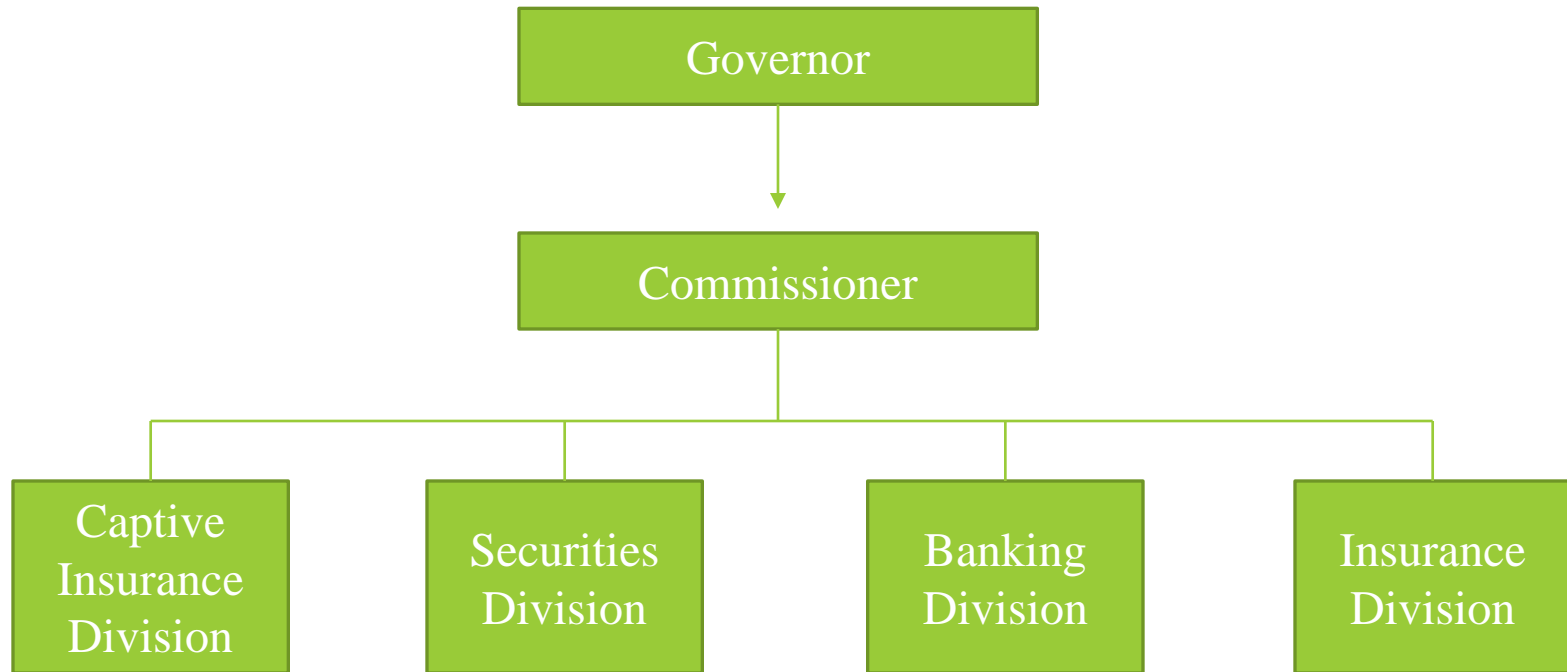 Governor
Commissioner
Captive
Insurance
Division
Securities
Division
Banking
Division
Insurance
Division